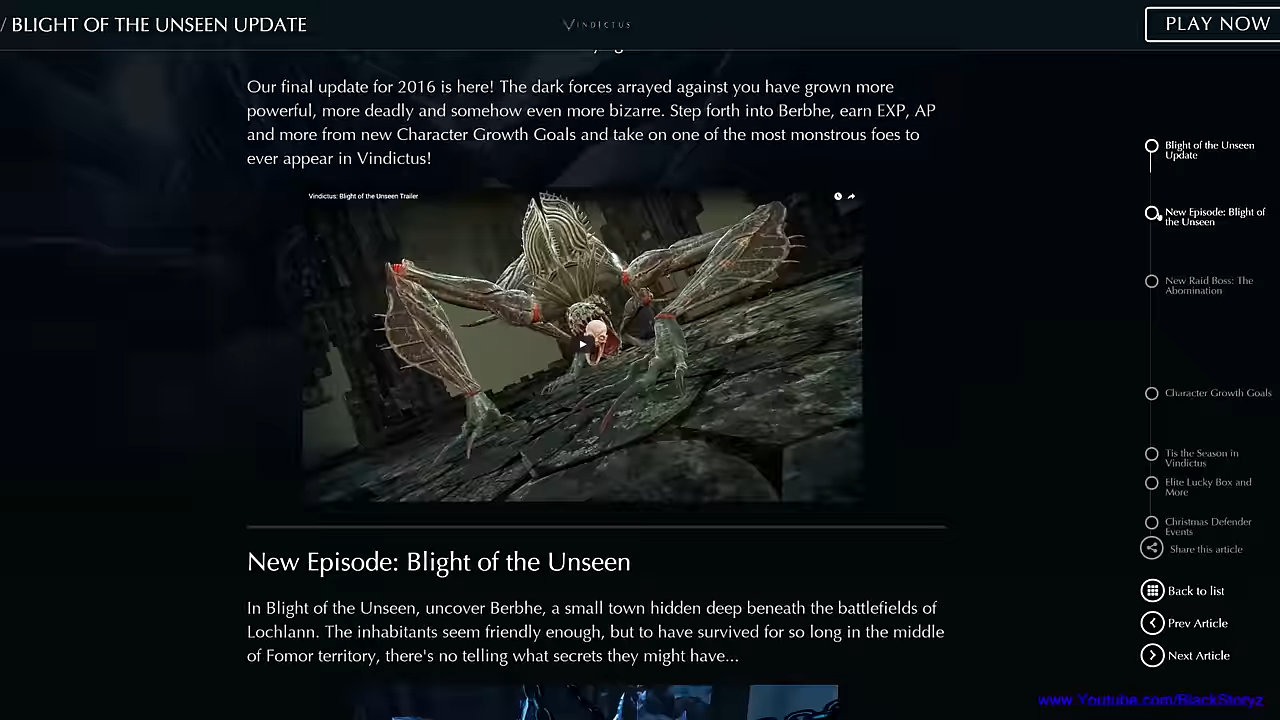 / BLIGHT OF THE UNSEEN UPDATE
VINDICTUS
PLAY NOW
Our final update for 2016 is here! The dark forces arrayed against you have grown more
powerful, more deadly and somehow even more bizarre. Step forth into Berbhe, earn EXP, AP
and more from new Character Growth Goals and take on one of the most monstrous foes to
ever appear in Vindictus!
Vindictus: Blight of the Unseen Trailer
New Episode: Blight of the Unseen
In Blight of the Unseen, uncover Berbhe, a small town hidden deep beneath the battlefields of
Lochlann. The inhabitants seem friendly enough, but to have survived for so long in the middle
of Fomor territory, there's no telling what secrets they might have...
Blight of the Unseen
Update
New Episode: Blight of
the Unseen
New Raid Boss: The
Abomination
Character Growth Goals
Tis the Season in
Vindictus
Elite Lucky Box and
More
Christmas Defender
Events
Share this article
Back to list
Prev Article
Next Article
www.Youtube.com/BlackStoryz